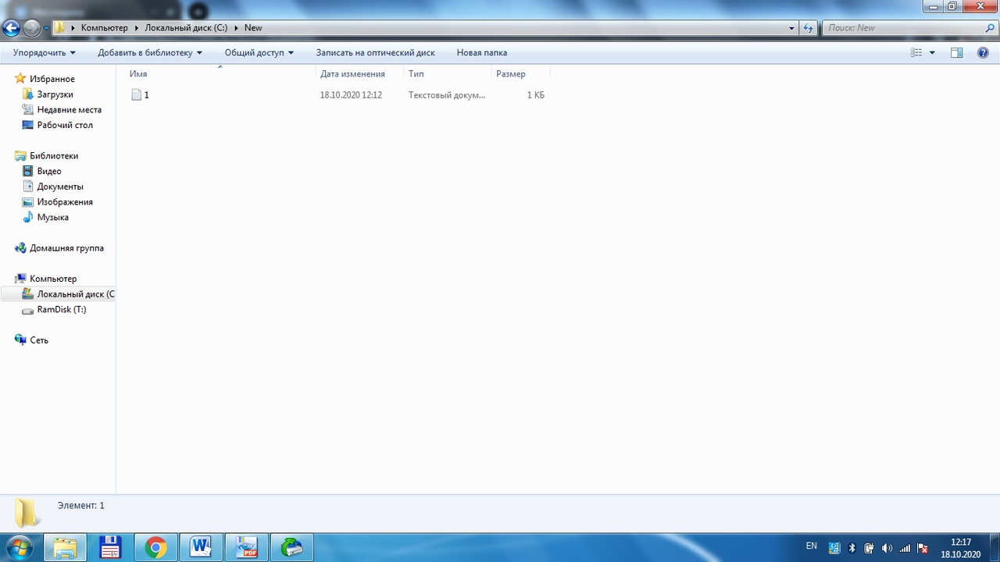 Компьютер Локальный диск (C:) New
Поиск: New
Упорядочить Добавить в библиотеку Общий доступ Записать на оптический диск Новая папка
Имя Дата изменения Тип Размер
1 18.10.2020 12:12 Текстовый докум... 1 КБ
Избранное
Загрузки
Недавние места
Рабочий стол
Библиотеки
Видео
Документы
Изображения
Музыка
Домашняя группа
Компьютер
Локальный диск (C
RamDisk (T:)
Сеть
Элемент: 1
W
PDF
EN
12:17
18.10.2020